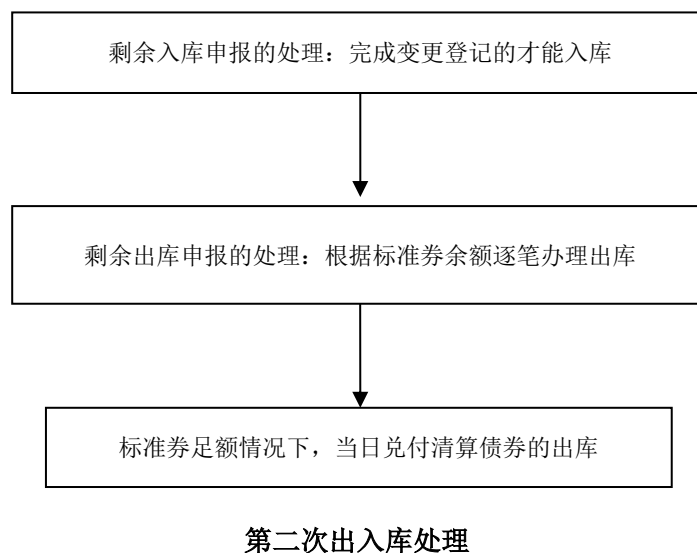 剩余入库申报的处理：完成变更登记的才能入库
剩余出库申报的处理：根据标准券余额逐笔办理出库
标准券足额情况下，当日兑付清算债券的出库
第二次出入库处理